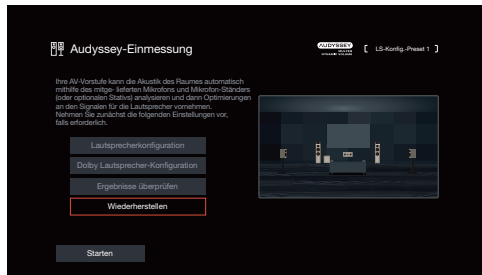 Audyssey-Einmessung
AUDYSSEY
MULTEQ
DYNAMIC VOLUME
[ LS-Konfig.-Preset 1 ]
Ihre AV-Vorstufe kann die Akustik des Raumes automatisch
mithilfe des mitge- lieferten Mikrofons und Mikrofon-Ständers
(oder optionalen Stativs) analysieren und dann Optimierungen
an den Signalen für die Lautsprecher vornehmen.
Nehmen Sie zunächst die folgenden Einstellungen vor,
falls erforderlich.
Lautsprecherkonfiguration
Dolby Lautsprecher-Konfiguration
Ergebnisse überprüfen
Wiederherstellen
Starten